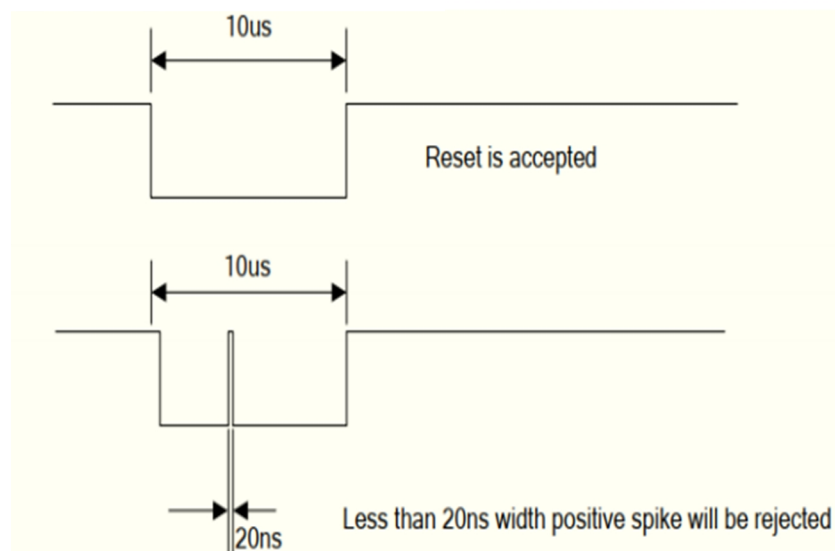 10us
Reset is accepted
10us
20ns
Less than 20ns width positive spike will be rejected